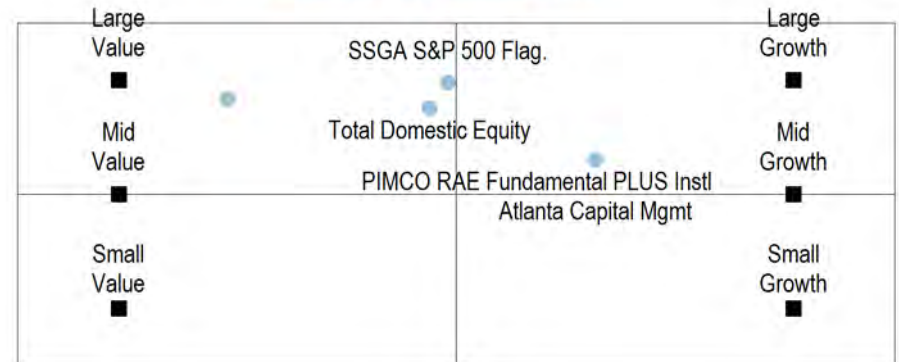 Large
Value
Large
Growth
SSGA S&P 500 Flag.
Mid
Value
Total Domestic Equity
Mid
Growth
PIMCO RAE Fundamental PLUS Instl
Atlanta Capital Mgmt
Small
Value
Small
Growth